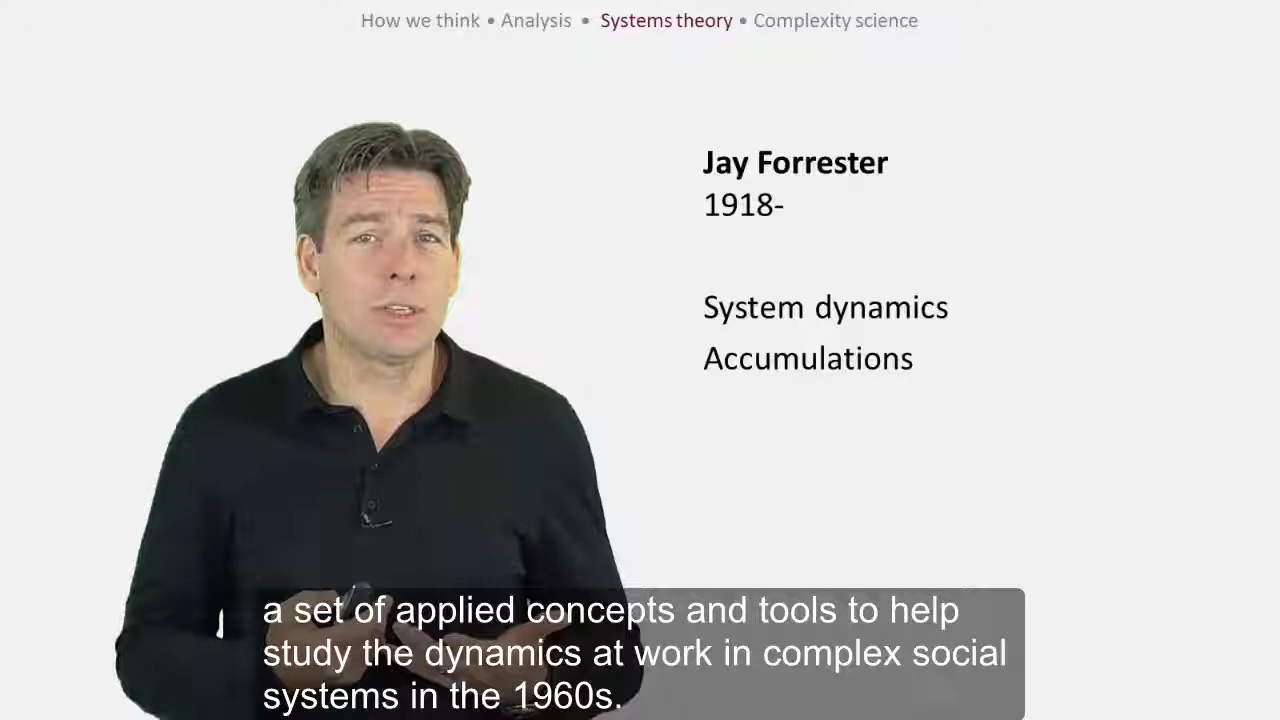 How we think • Analysis • Systems theory • Complexity science
Jay Forrester
1918-
System dynamics
Accumulations
a set of applied concepts and tools to help
study the dynamics at work in complex social
systems in the 1960s.